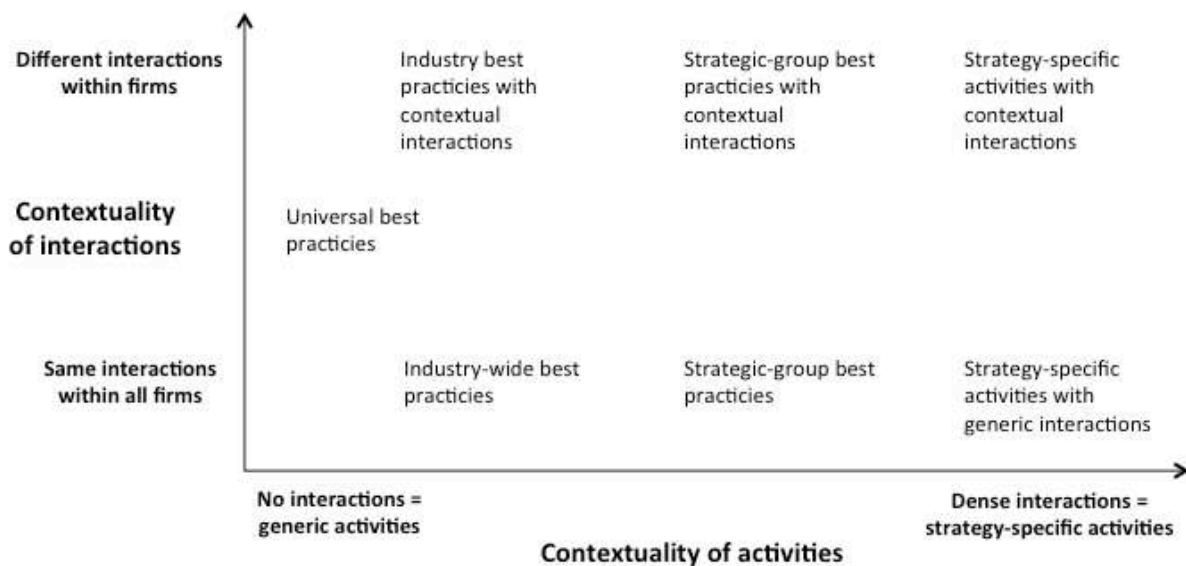 Different interactions
within firms
Industry best
practicies with
contextual
interactions
Strategic-group best
practicies with
contextual
interactions
Strategy-specific
activities with
contextual
interactions
Contextuality
of interactions
Universal best
practicies
Same interactions
within all firms
Industry-wide best
practicies
Strategic-group best
practicies
Strategy-specific
activities with
generic interactions
No interactions =
generic activities
Dense interactions =
strategy-specific activities
Contextuality of activities